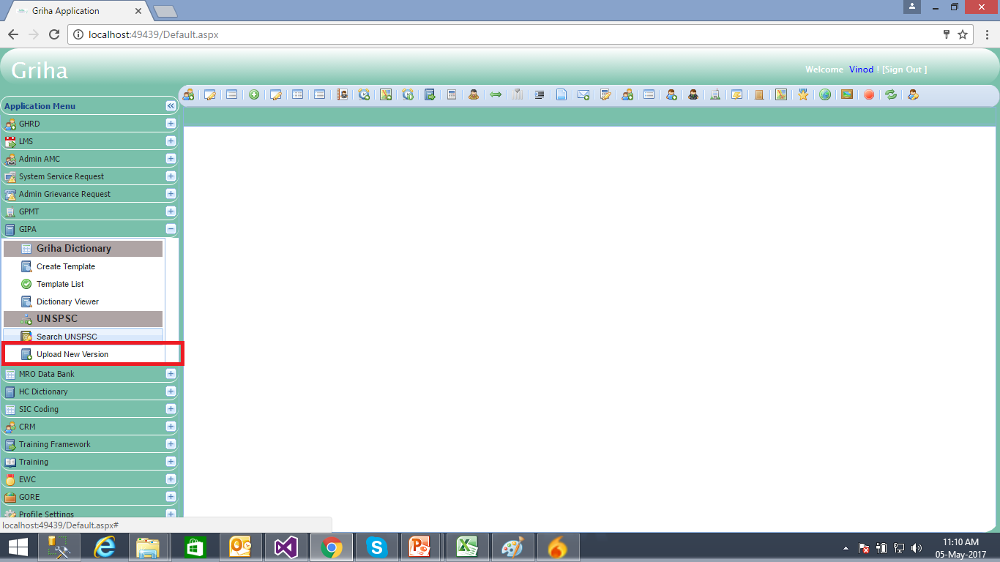 Griha Application
localhost:49439/Default.aspx
Griha
Welcome Vinod ! [Sign Out ]
Application Menu
GHRD
LMS
Admin AMC
System Service Request
Admin Grievance Request
GPMT
GIPA
Griha Dictionary
Create Template
Template List
Dictionary Viewer
UNSPSC
Search UNSPSC
Upload New Version
MRO Data Bank
HC Dictionary
SIC Coding
CRM
Training Framework
Training
EWC
GORE
Profile Settings
localhost:49439/Default.aspx#
11:10 AM
05-May-2017